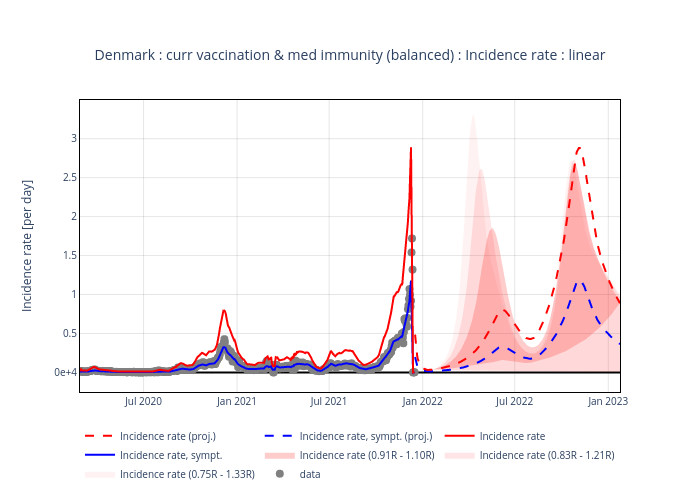 Denmark : curr vaccination & med immunity (balanced) : Incidence rate : linear
Incidence rate [per day]
3
2.5
2
1.5
1
0.5
0e+4
Jul 2020
Jan 2021
Jul 2021
Jan 2022
Jul 2022
Jan 2023
Incidence rate (proj.)
Incidence rate, sympt. (proj.)
Incidence rate
Incidence rate, sympt.
Incidence rate (0.91R - 1.10R)
Incidence rate (0.83R - 1.21R)
Incidence rate (0.75R - 1.33R)
data